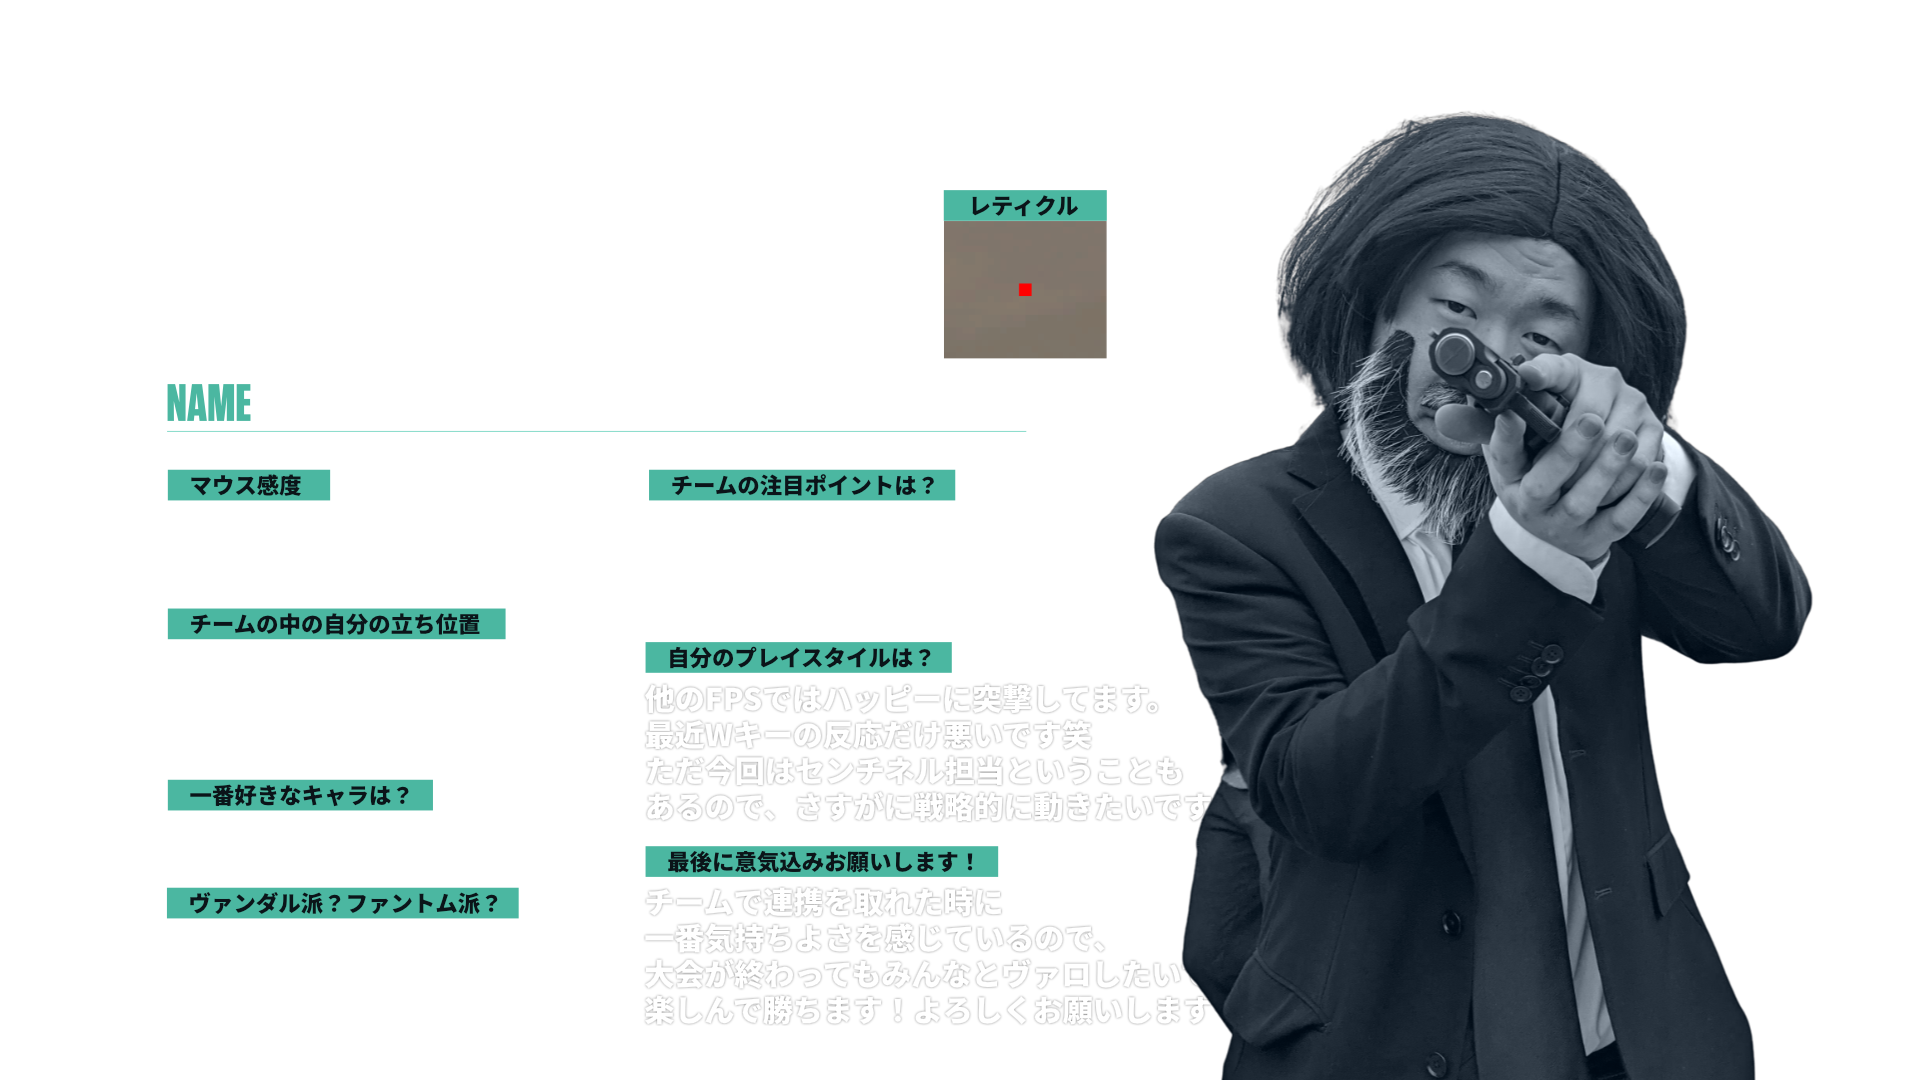 レティクル
NAME
マウス感度
チームの中の自分の立ち位置
一番好きなキャラは？
ヴァンダル派？ファントム派？
チームの注目ポイントは？
自分のプレイスタイルは？
他のFPSではハッピーに突撃してます。
最近Wキーの反応だけ悪いです笑
ただ今回はセンチネル担当ということも
あるので、さすがに戦略的に動きたいです
最後に意気込みお願いします！
チームで連携を取れた時に
一番気持ちよさを感じているので、
大会が終わってもみんなとヴァロしたい
楽しんで勝ちます！よろしくお願いします